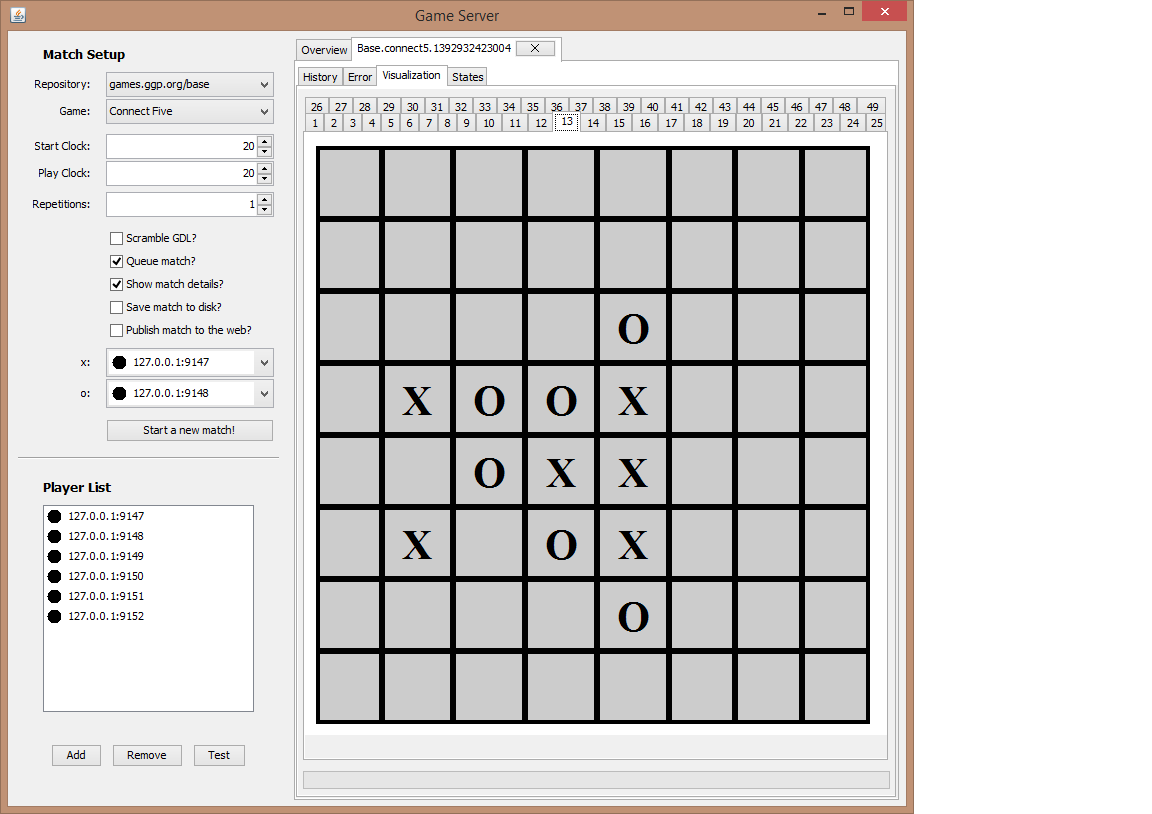 Game Server
Match Setup
Repository: games.ggp.org/base
Game: Connect Five
Start Clock: 20
Play Clock: 20
Repetitions: 1
Scramble GDL?
Queue match?
Show match details?
Save match to disk?
Publish match to the web?
x: 127.0.0.1:9147
o: 127.0.0.1:9148
Start a new match!
Player List
127.0.0.1:9147
127.0.0.1:9148
127.0.0.1:9149
127.0.0.1:9150
127.0.0.1:9151
127.0.0.1:9152
Add Remove Test
Overview Base.connect5.1392932423004 X
History Error Visualization States
26 27 28 29 30 31 32 33 34 35 36 37 38 39 40 41 42 43 44 45 46 47 48 49
1 2 3 4 5 6 7 8 9 10 11 12 13 14 15 16 17 18 19 20 21 22 23 24 25
O
X O O X
O X X
X O X
O